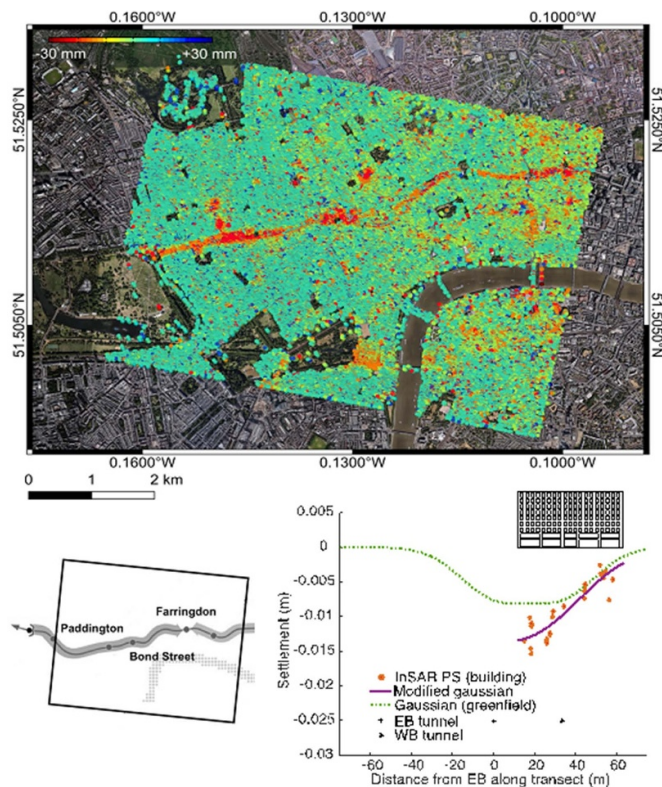 0.1600°W 0.1300°W 0.1000°W
-30 mm +30 mm
51.5250°N 51.5250°N
51.5050°N 51.5050°N
0.1600°W 0.1300°W 0.1000°W
0 1 2 km
Paddington
Farringdon
Bond Street
Settlement (m)
0.005
0
-0.005
-0.01
-0.015
-0.02
-0.025
-0.03
InSAR PS {building}
Modified gaussian
Gaussian (greenfield)
EB tunnel
WB tunnel
-60 -40 -20 0 20 40 60
Distance from EB along transect (m)